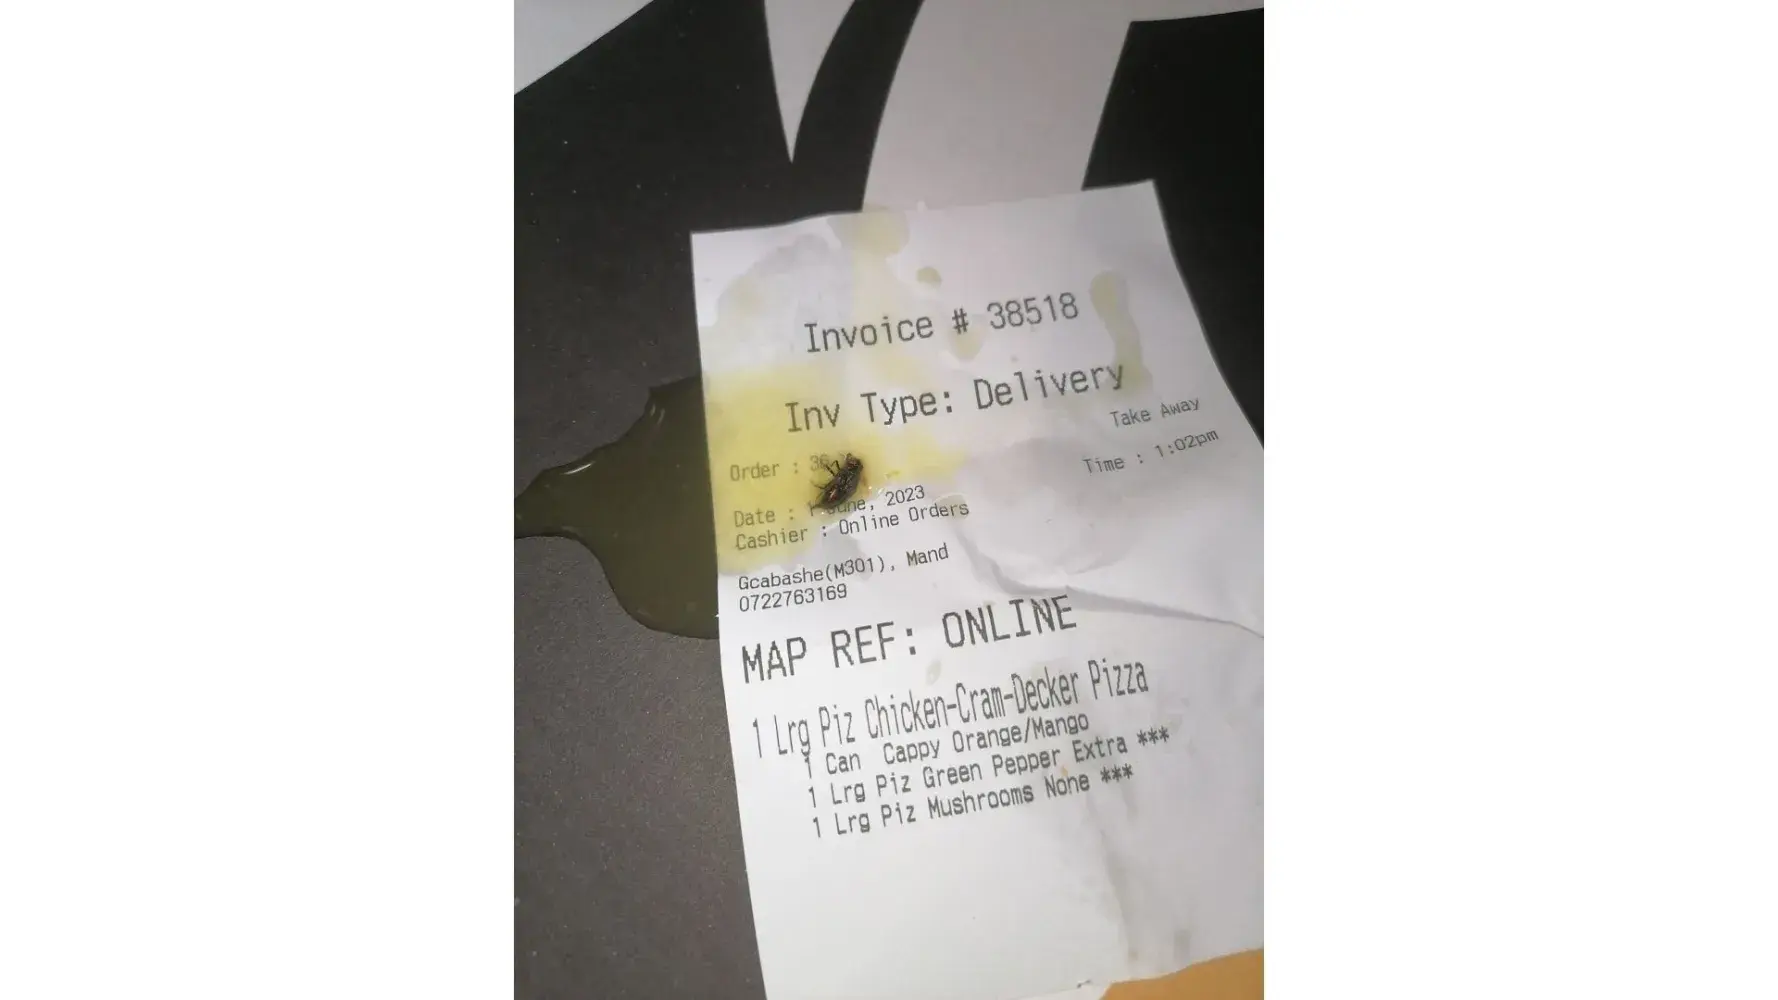 Invoice # 38518
Inv Type: Delivery
Take Away
Order :
Time : 1:02pm
Date : June, 2023
Cashier : Online Orders
Gcabashe(M301), Mand
0722763169
MAP REF: ONLINE
1 Lrg Piz Chicken-Cram-Decker Pizza
1 Can Cappy Orange/Mango
1 Lrg Piz Green Pepper Extra ***
1 Lrg Piz Mushrooms None ***